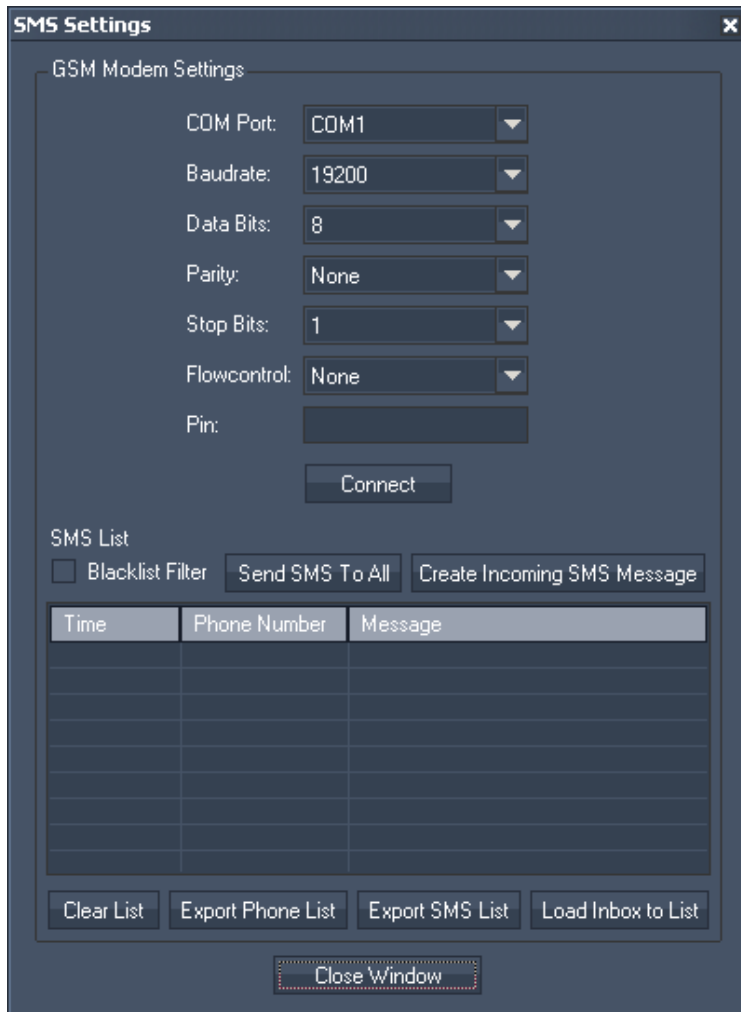 SMS Settings
GSM Modem Settings
COM Port: COM1
Baudrate: 19200
Data Bits: 8
Parity: None
Stop Bits: 1
Flowcontrol: None
Pin:
Connect
SMS List
Blacklist Filter Send SMS To All Create Incoming SMS Message
Time Phone Number Message
Clear List Export Phone List Export SMS List Load Inbox to List
Close Window